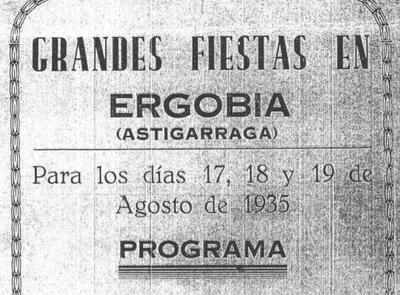 GRANDES FIESTAS EN
ERGOBIA
(ASTIGARRAGA)
Para los días 17, 18 y 19 de
Agosto de 1935
PROGRAMA